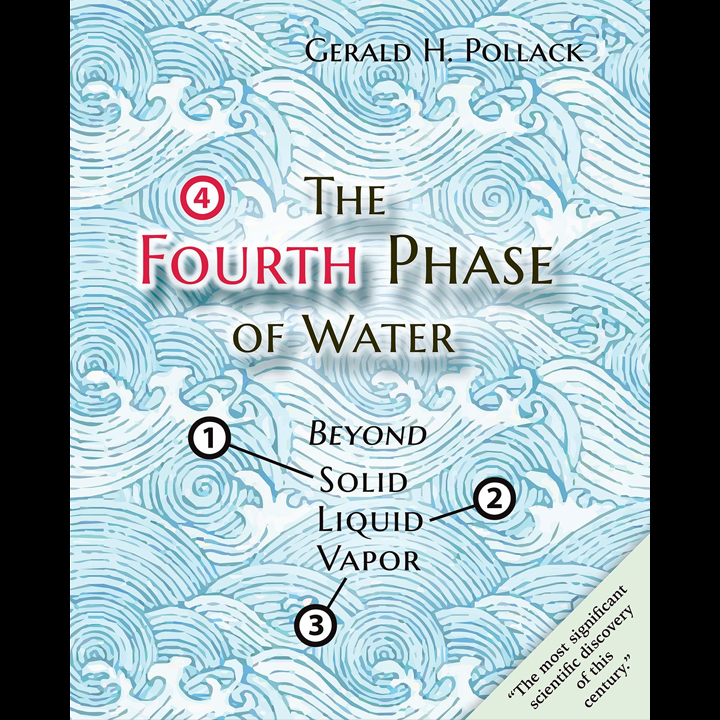 Gerald H. Pollack
4
The
Fourth Phase
of Water
1
Beyond
Solid
2
Liquid
Vapor
3
“The most significant
scientific discovery
of this
century.”